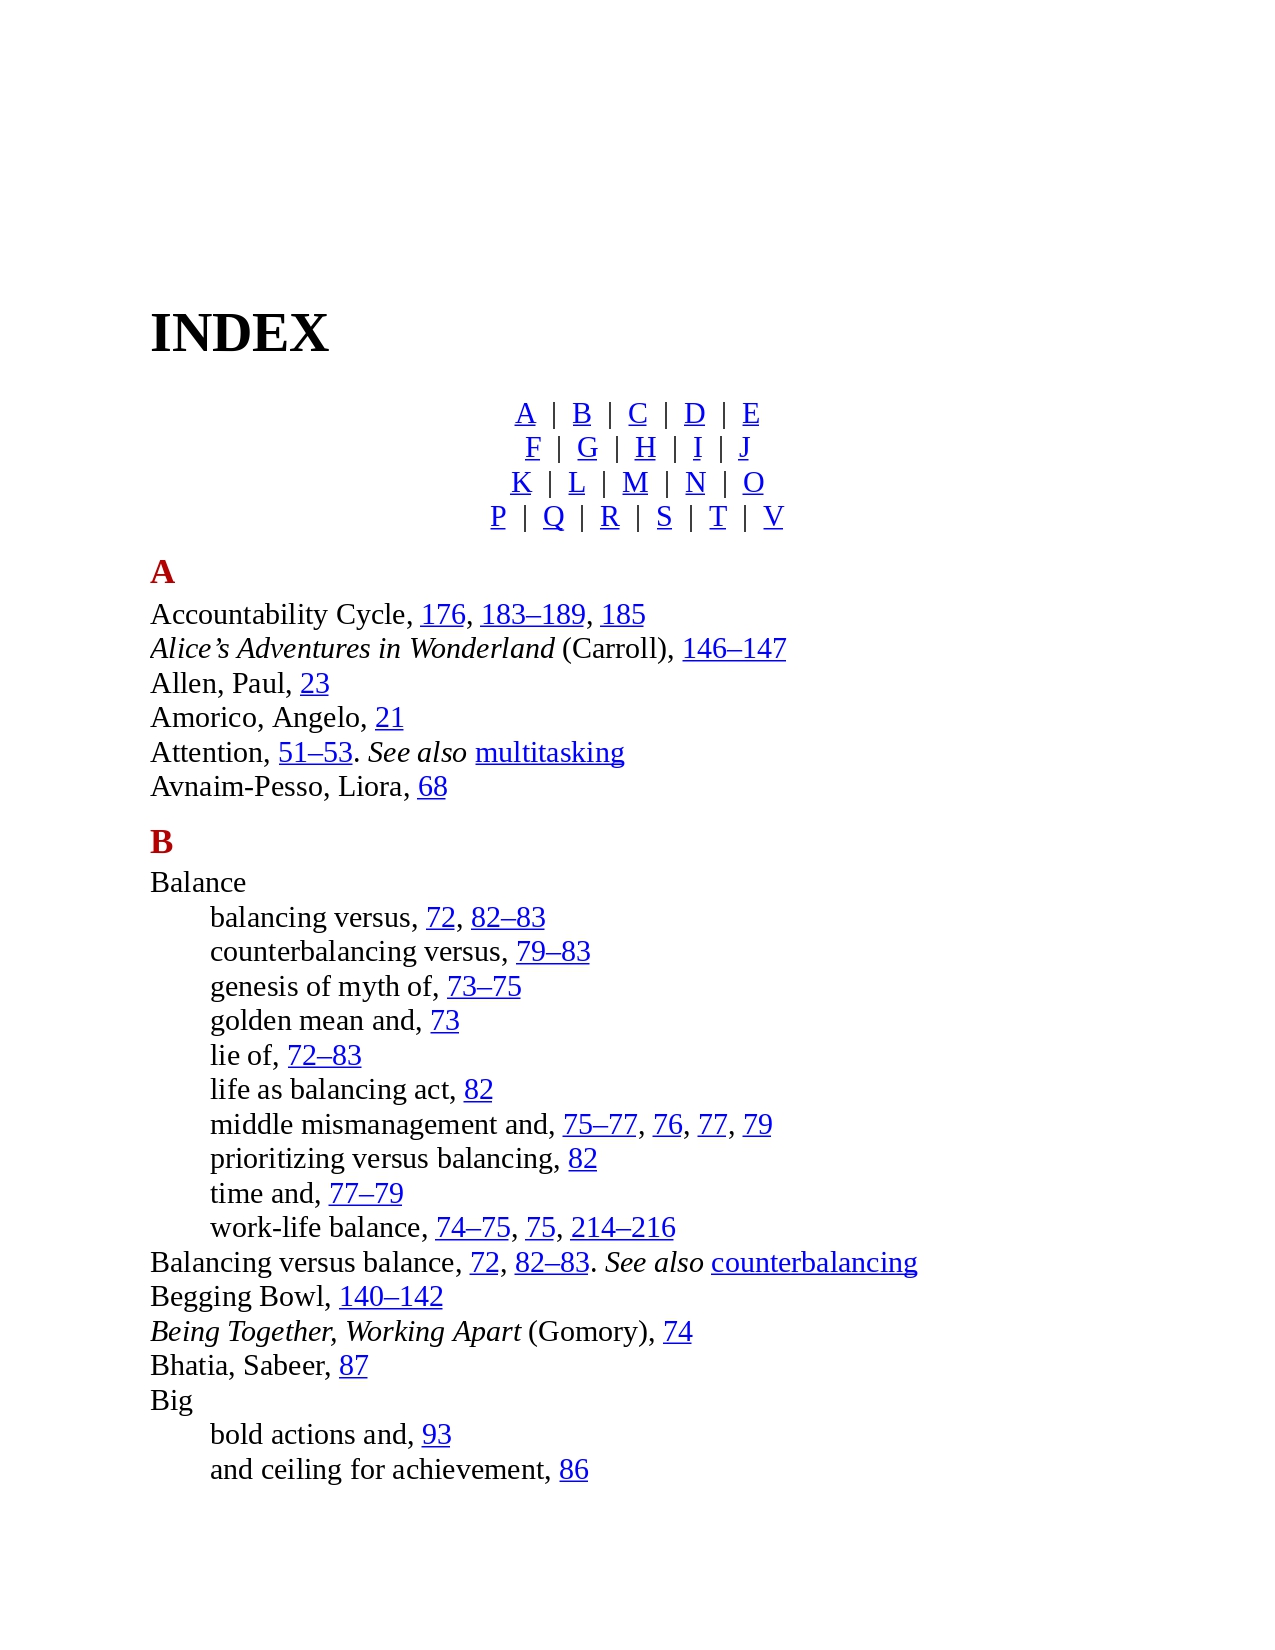 INDEX
A | B | C | D | E
F | G | H | I | J
K | L | M | N | O
P | Q | R | S | T | V
A
Accountability Cycle, 176, 183–189, 185
Alice’s Adventures in Wonderland (Carroll), 146–147
Allen, Paul, 23
Amorico, Angelo, 21
Attention, 51–53. See also multitasking
Avnaim-Pesso, Liora, 68
B
Balance
balancing versus, 72, 82–83
counterbalancing versus, 79–83
genesis of myth of, 73–75
golden mean and, 73
lie of, 72–83
life as balancing act, 82
middle mismanagement and, 75–77, 76, 77, 79
prioritizing versus balancing, 82
time and, 77–79
work-life balance, 74–75, 75, 214–216
Balancing versus balance, 72, 82–83. See also counterbalancing
Begging Bowl, 140–142
Being Together, Working Apart (Gomory), 74
Bhatia, Sabeer, 87
Big
bold actions and, 93
and ceiling for achievement, 86